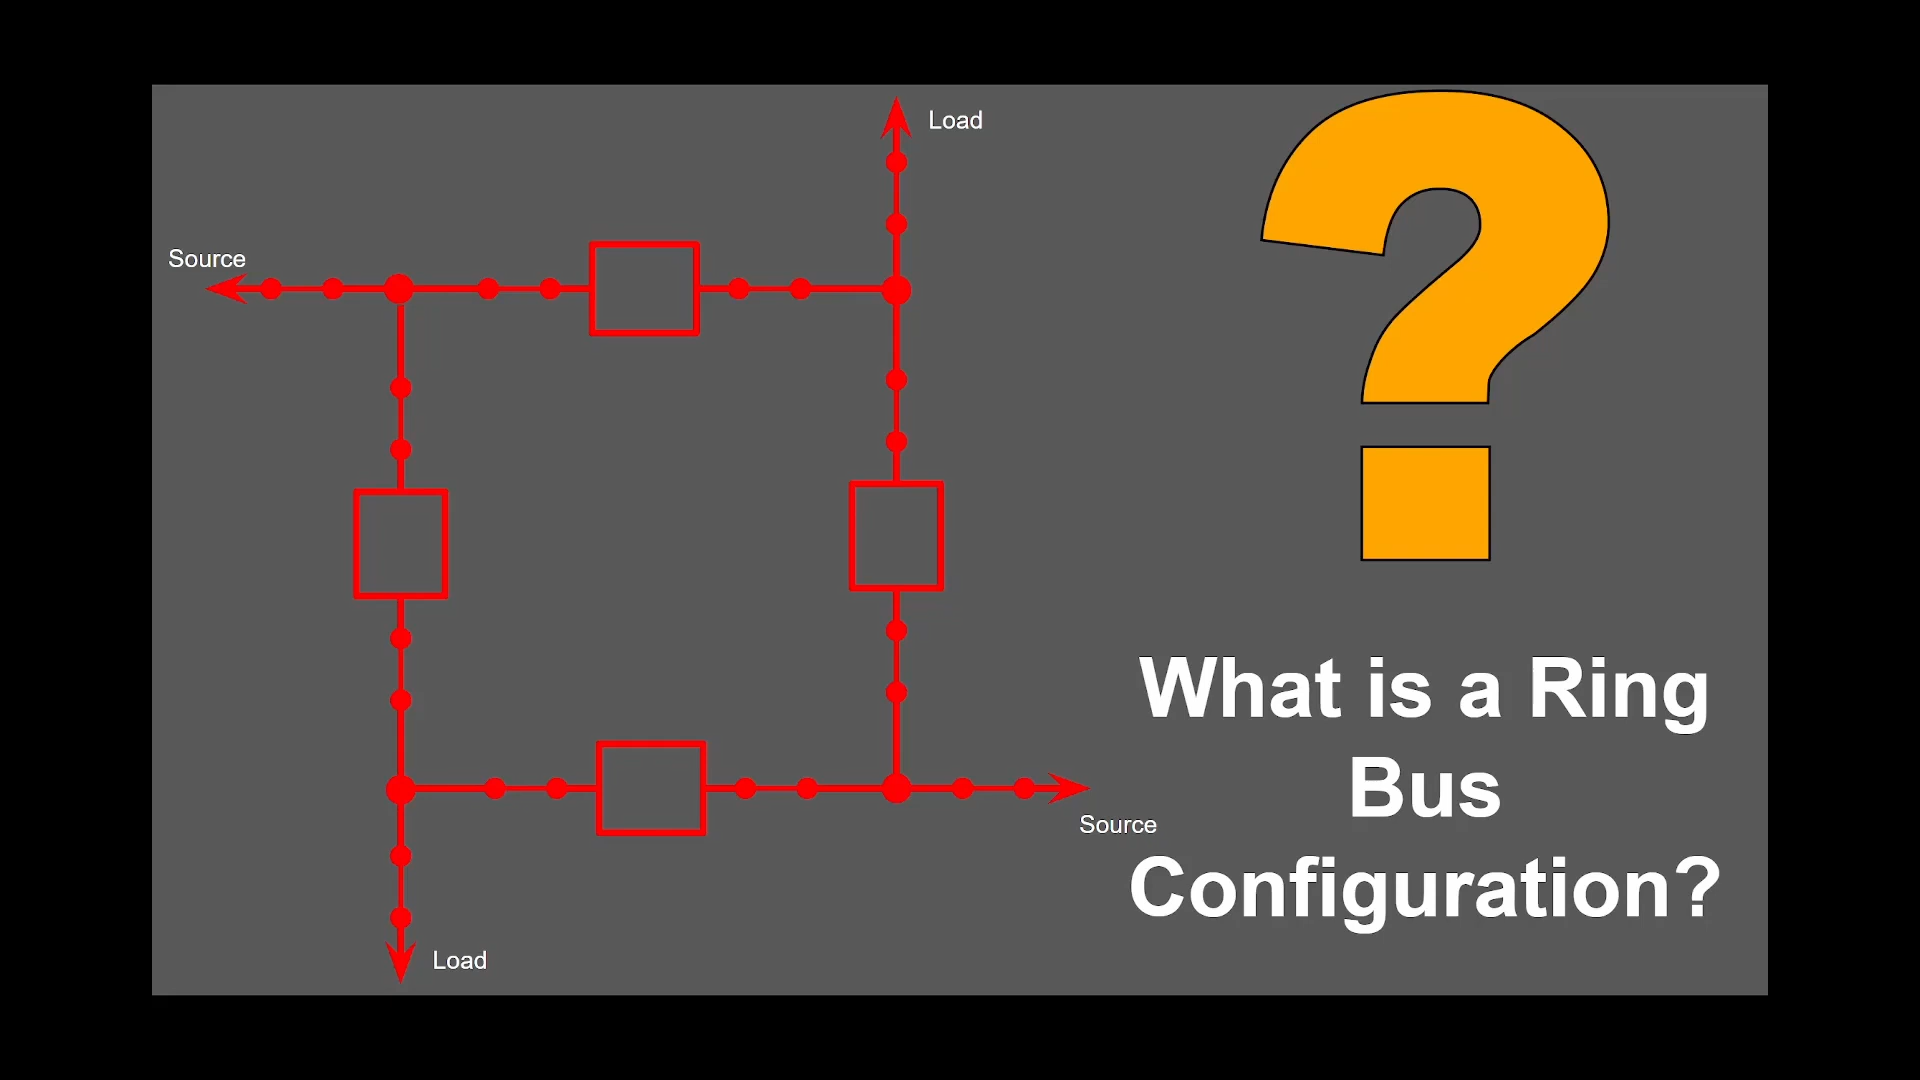 Load
Source
Source
Load
What is a Ring
Bus
Configuration?